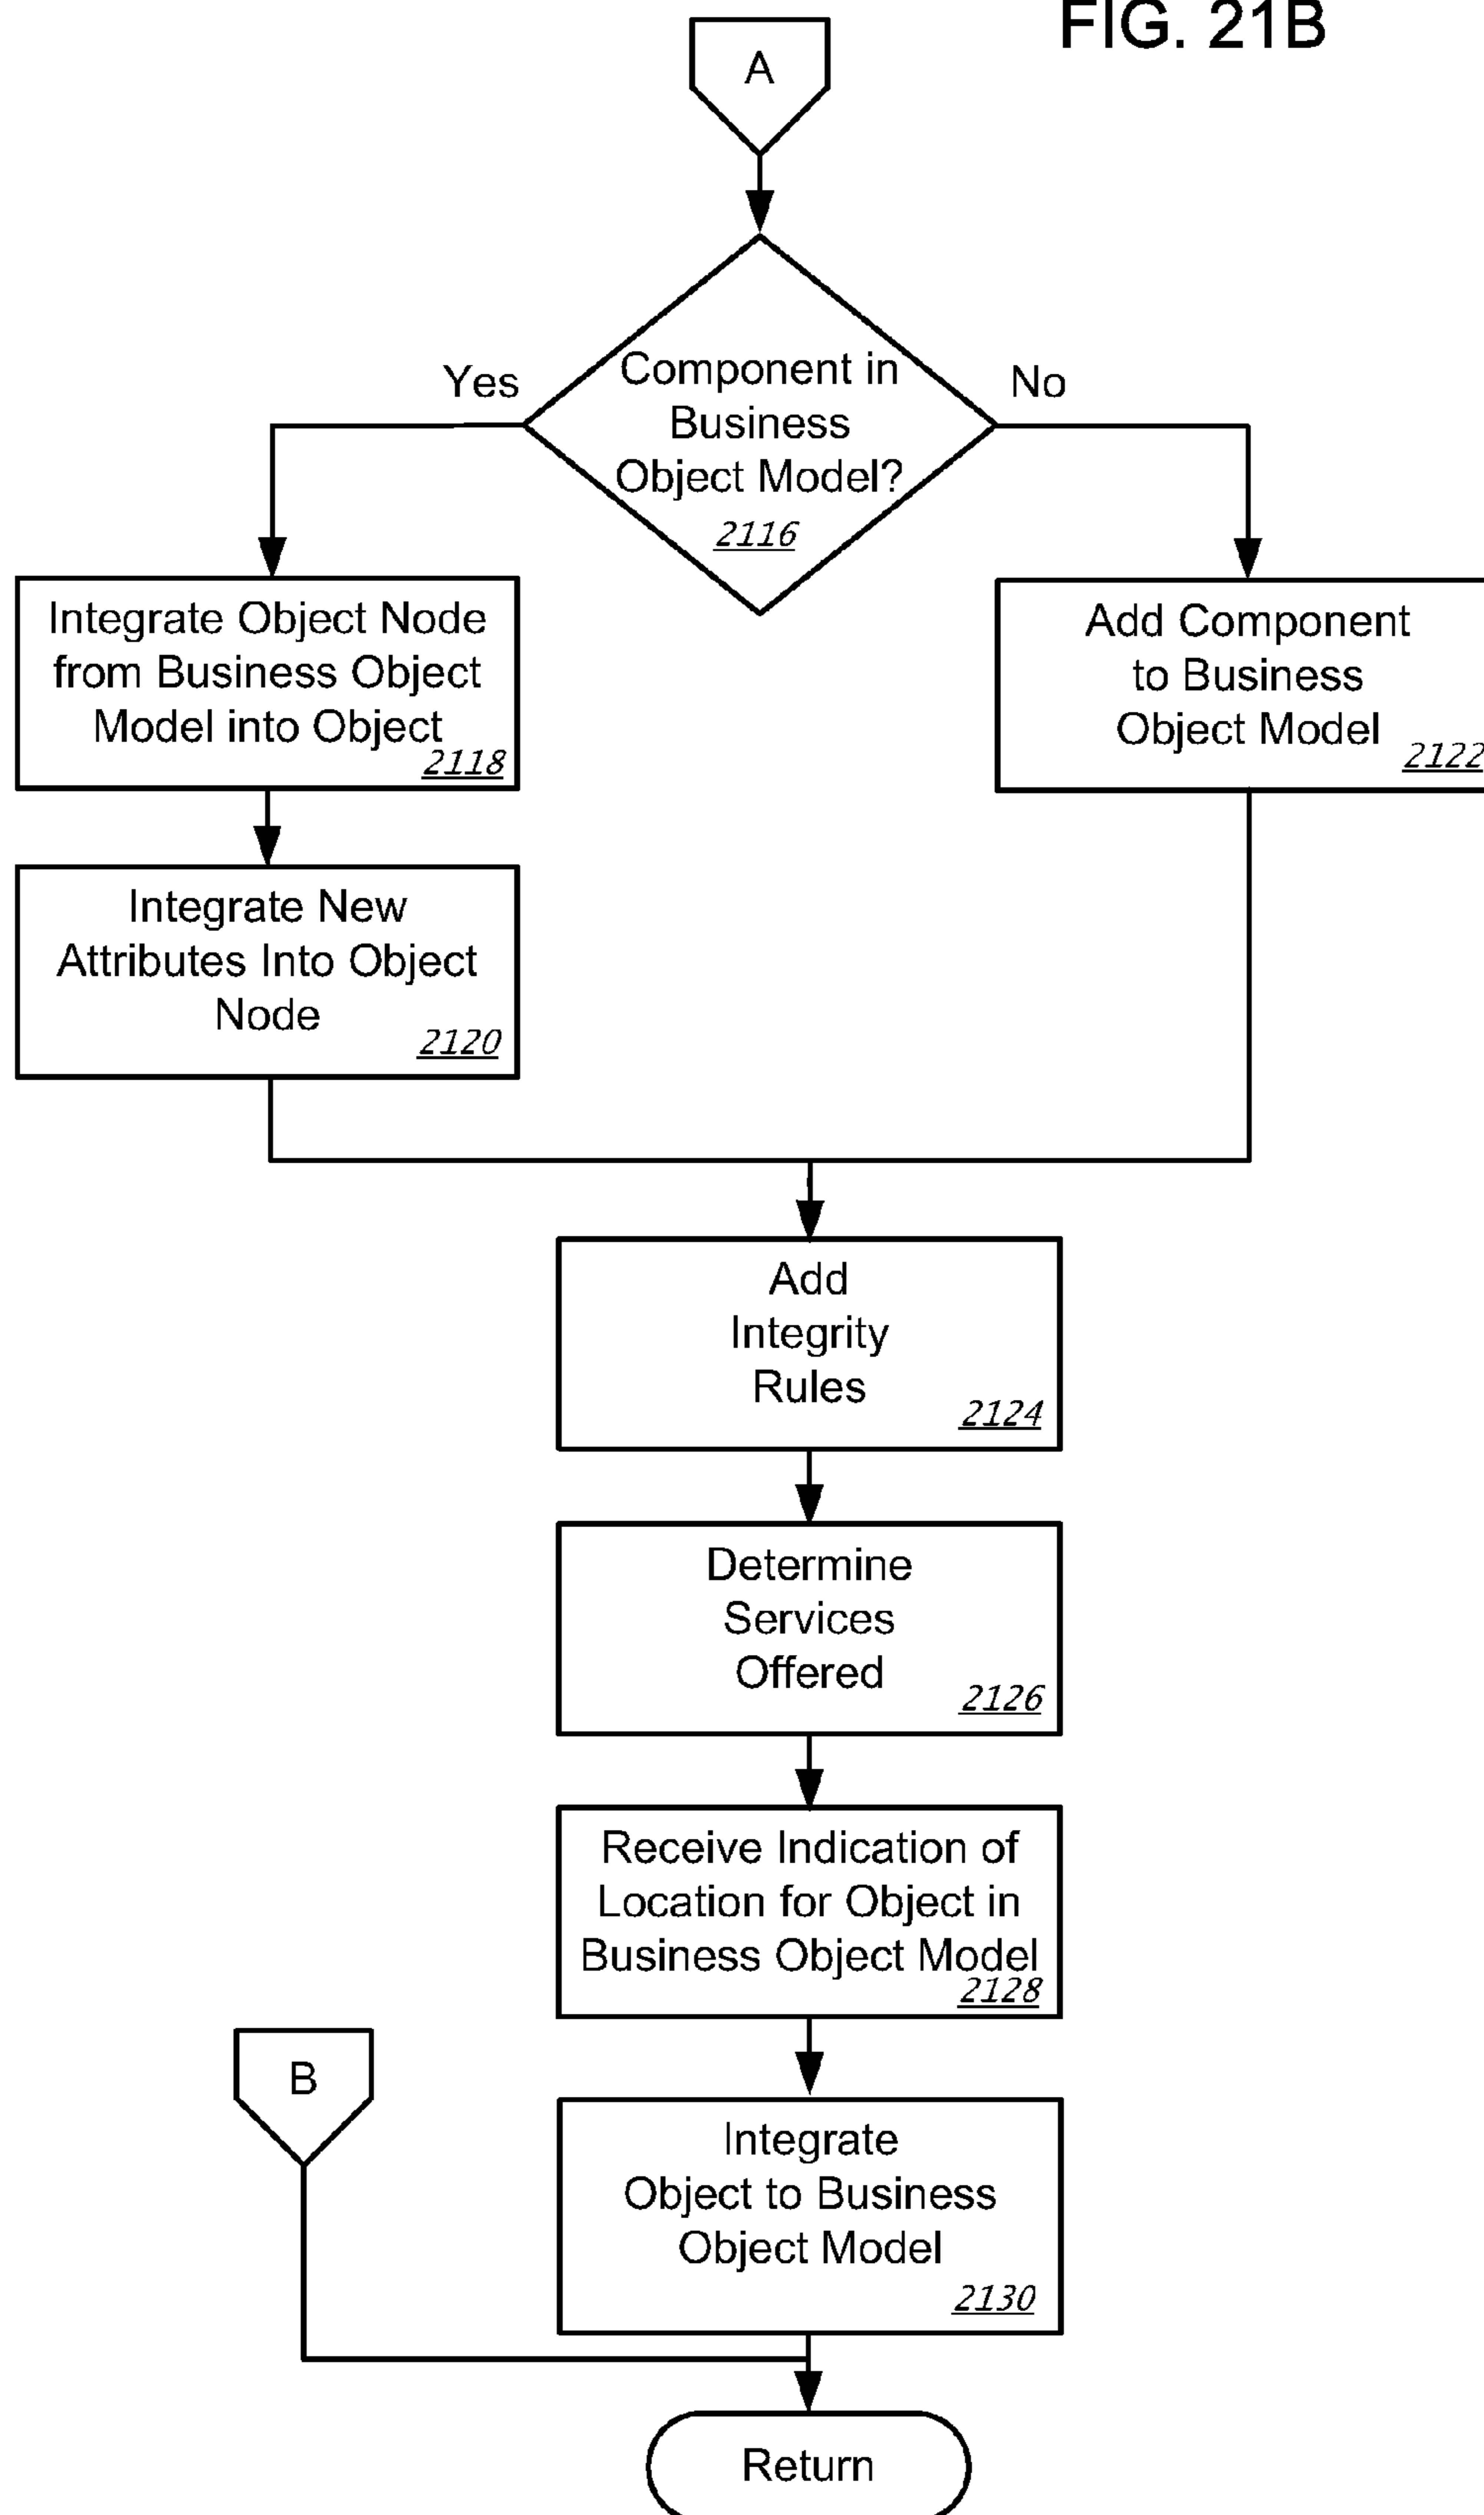 FIG. 21B
A
Component in
Business
Object Model?
2116
Yes
No
Integrate Object Node
from Business Object
Model into Object
2118
Add Component
to Business
Object Model
2122
Integrate New
Attributes Into Object
Node
2120
Add
Integrity
Rules
2124
Determine
Services
Offered
2126
Receive Indication of
Location for Object in
Business Object Model
2128
B
Integrate
Object to Business
Object Model
2130
Return